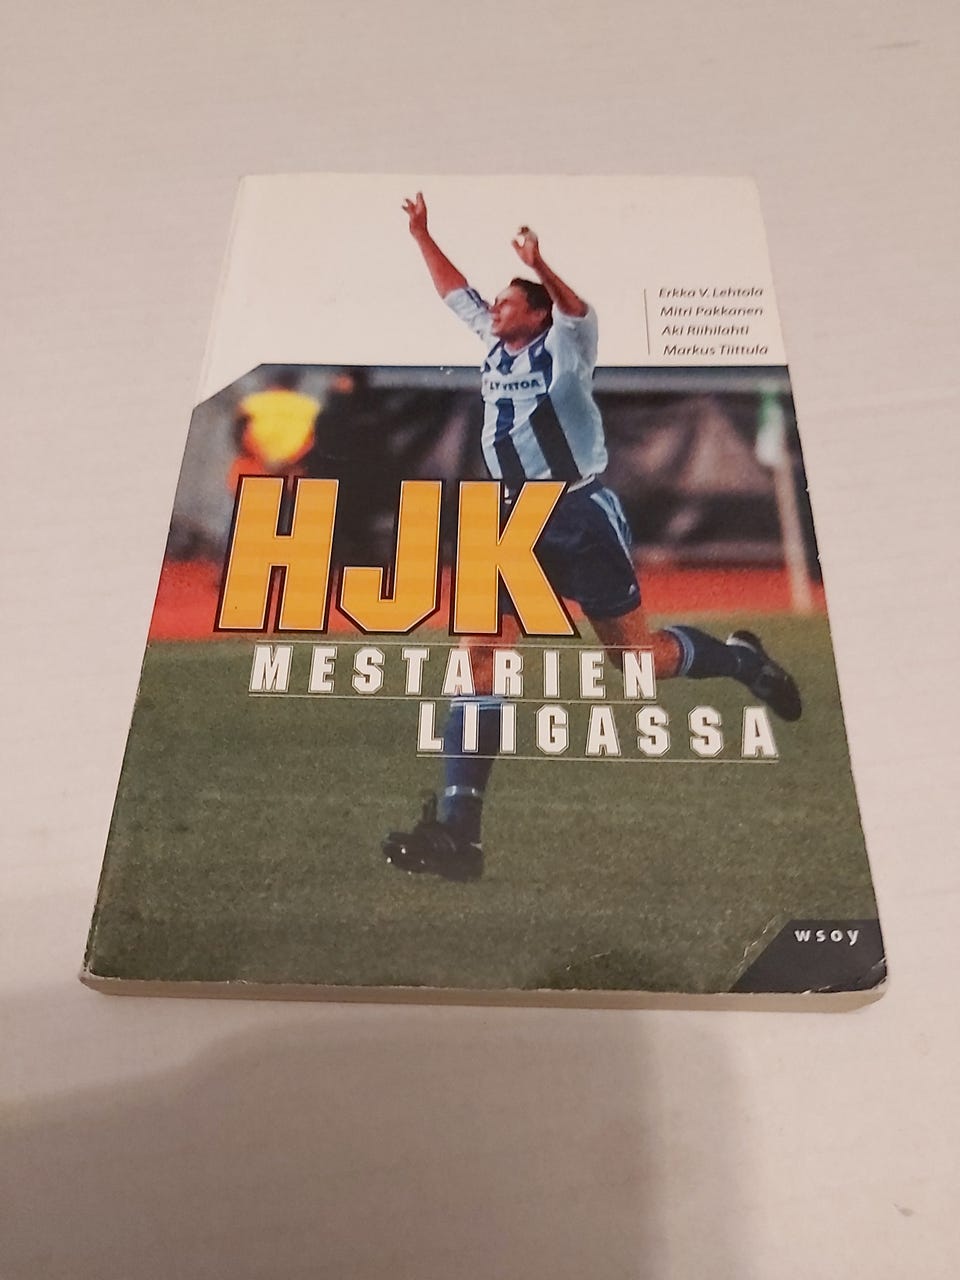 Erkka V. Lehtola
Mitri Pakkanen
Aki Riihilahti
Markus Tiittula
HJK
MESTARIEN
LIIGASSA
wsoy